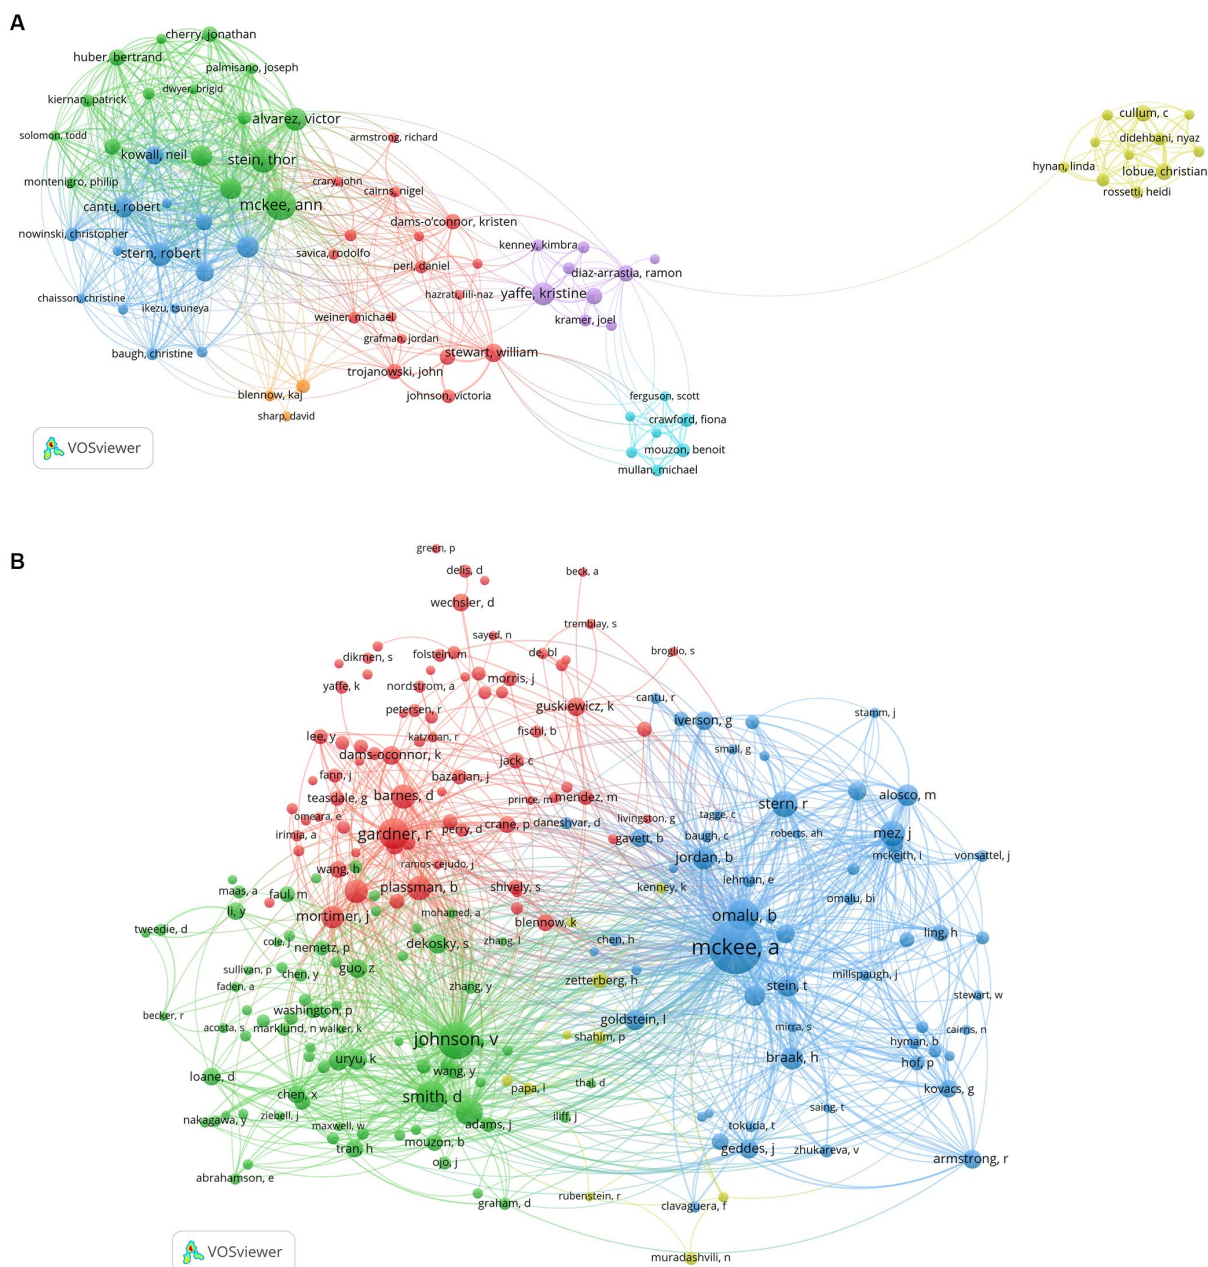 A
cherry, jonathan
huber, bertrand
palmisano, joseph
dwyer, brigid
kiernan, patrick
alvarez, victor
solomon, todd
armstrong, richard
kowall, neil
stein, thor
montenigro, philip
crary, john
cairns, nigel
cantu, robert
mckee, ann
dams-o'connor, kristen
nowinski, christopher
stern, robert
savica, rodolfo
kenney, kimbra
perl, daniel
diaz-arrastia, ramon
chaisson, christine
ikezu, tsuneya
hazrati, lili-naz
yaffe, kristine
weiner, michael
kramer, joel
grafman, jordan
baugh, christine
stewart, william
trojanowski, john
blennow, kaj
johnson, victoria
sharp, david
ferguson, scott
crawford, fiona
mouzon, benoit
mullan, michael
cullum, c
didehbani, nyaz
hynan, linda
lobue, christian
rossetti, heidi
VOSviewer
B
green, p
delis, d
beck, a
wechsler, d
tremblay, s
sayed, n
dikmen, s
folstein, m
de, bl
broglio, s
yaffe, k
nordstrom, a
morris, j
cantu, r
petersen, r
guskiewicz, k
iverson, g
stamm, j
lee, y
katzman, r
fischl, b
small, g
dams-oconnor, k
jack, c
fann, j
bazarian, j
teasdale, g
barnes, d
prince, m
mendez, m
stern, r
alosco, m
omeara, e
tagge, c
irimia, a
gardner, r
perry, d
crane, p
daneshvar, d
livingston, g
gavett, b
baugh, c
roberts, ah
mez, j
wang, h
ramos-cejudo, j
jordan, b
mckeith, i
vonsattel, j
maas, a
faul, m
plassman, b
shively, s
kenney, k
lehman, e
li, y
mortimer, j
mohamed, a
blennow, k
omalu, b
omalu, bi
tweedie, d
cole, j
nemetz, p
dekosky, s
zhang, l
chen, h
mckee, a
ling, h
sullivan, p
chen, y
guo, z
faden, a
zhang, y
zetterberg, h
stein, t
millspaugh, j
stewart, w
becker, r
washington, p
acosta, s
marklund, n
walker, k
johnson, v
goldstein, l
shahim, p
mirra, s
cairns, n
hyman, b
loane, d
uryu, k
wang, y
braak, h
hof, p
chen, x
smith, d
papa, l
thal, d
kovacs, g
nakagawa, y
ziebell, j
maxwell, w
adams, j
iliff, j
saing, t
tokuda, t
tran, h
mouzon, b
geddes, j
zhukareva, v
ojo, j
armstrong, r
abrahamson, e
graham, d
rubenstein, r
clavaguera, f
VOSviewer
muradashvili, n